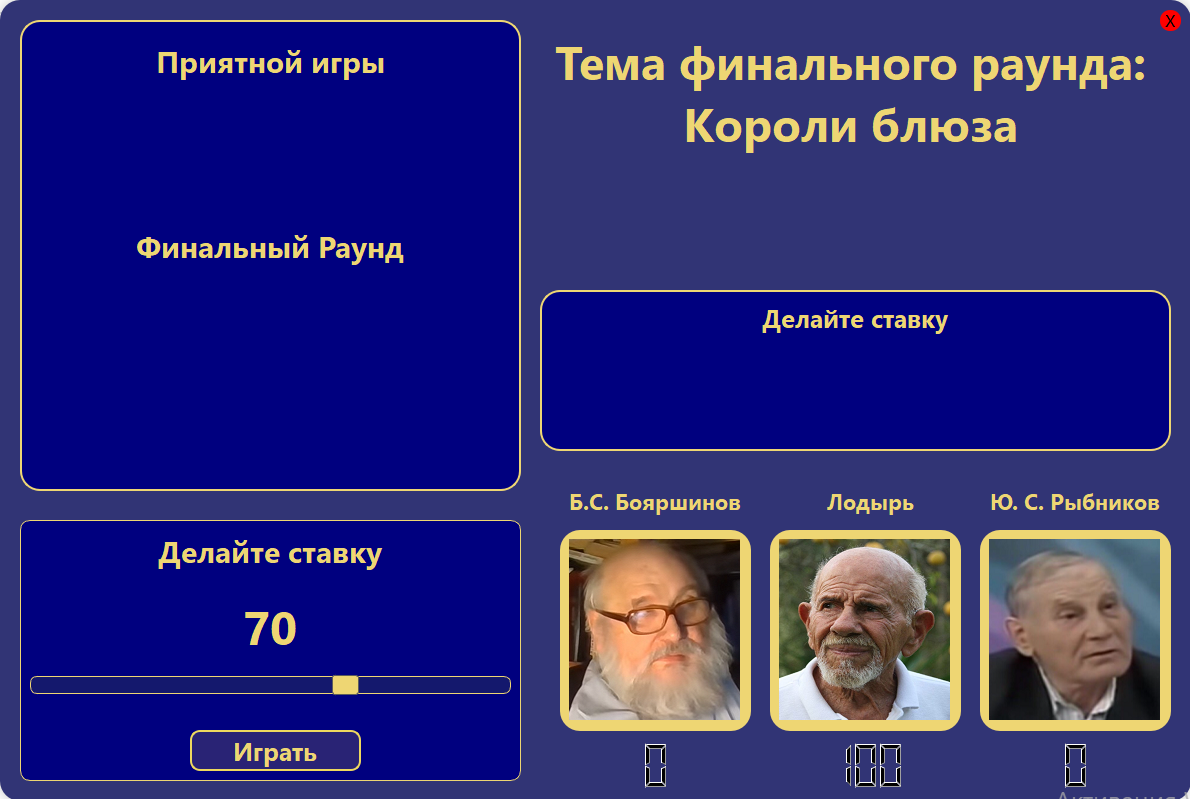 X
Приятной игры
Финальный Раунд
Тема финального раунда:
Короли блюза
Делайте ставку
Делайте ставку
70
Играть
Б.С. Бояршинов
Лодырь
Ю. С. Рыбников
0
100
0